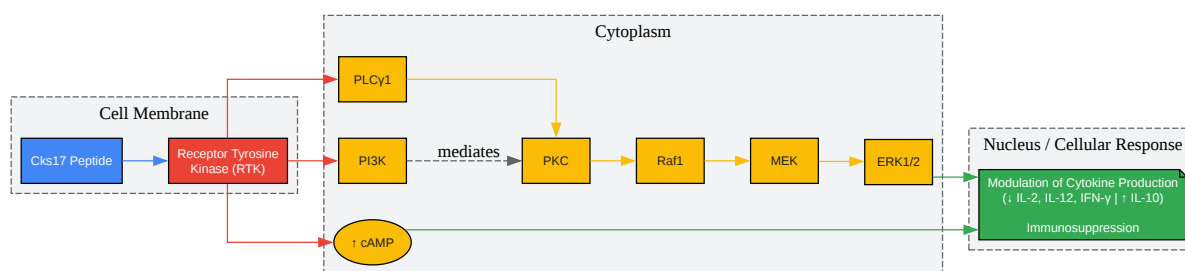 Cytoplasm
Cell Membrane
Nucleus / Cellular Response
Cks17 Peptide
Receptor Tyrosine
Kinase (RTK)
PLCγ1
PI3K
mediates
PKC
Raf1
MEK
ERK1/2
↑ cAMP
Modulation of Cytokine Production
(↓ IL-2, IL-12, IFN-γ | ↑ IL-10)
Immunosuppression